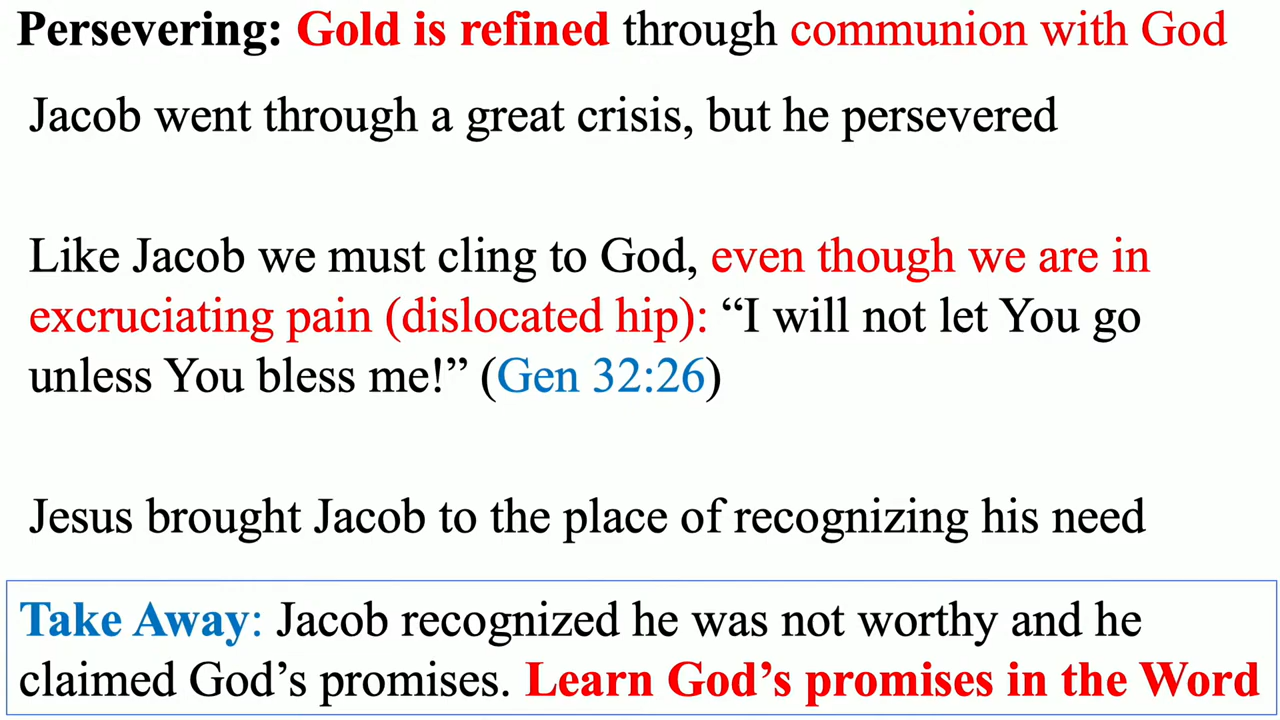 Persevering: Gold is refined through communion with God
Jacob went through a great crisis, but he persevered
Like Jacob we must cling to God, even though we are in
excruciating pain (dislocated hip): “I will not let You go
unless You bless me!” (Gen 32:26)
Jesus brought Jacob to the place of recognizing his need
Take Away: Jacob recognized he was not worthy and he
claimed God’s promises. Learn God’s promises in the Word